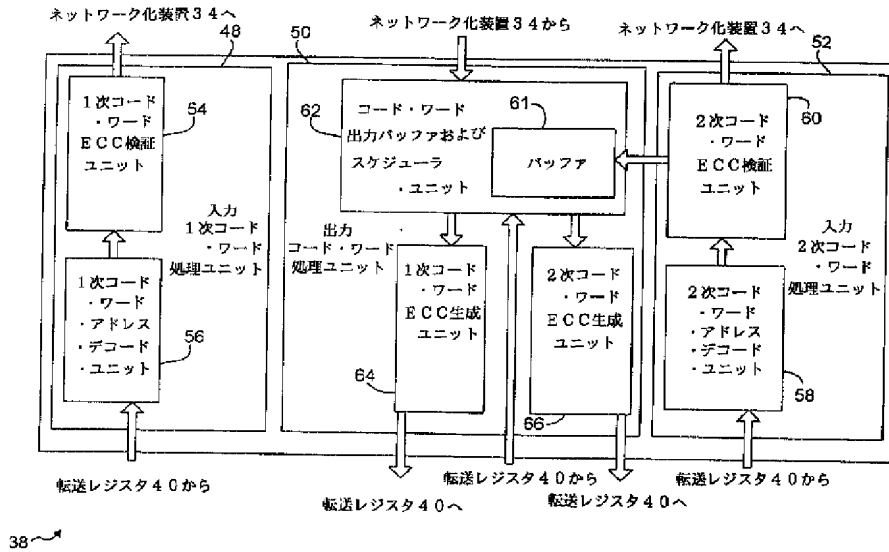 ネットワーク化装置34へ
48
50
ネットワーク化装置34から
ネットワーク化装置34へ
52
1次コード
・ワード
ECC検証
ユニット
54
62
コード・ワード
出力バッファおよび
スケジューラ
・ユニット
61
バッファ
2次コード
・ワード
ECC検証
ユニット
60
入力
1次コード
・ワード
処理ユニット
出力
コード・ワード
処理ユニット
入力
2次コード
・ワード
処理ユニット
1次コード
・ワード
・アドレス
・デコード
・ユニット
56
1次コード
・ワード
ECC生成
ユニット
64
2次コード
・ワード
ECC生成
ユニット
66
2次コード
・ワード
・アドレス
・デコード
・ユニット
58
転送レジスタ40から
転送レジスタ40へ
転送レジスタ40から
転送レジスタ40へ
転送レジスタ40から
38